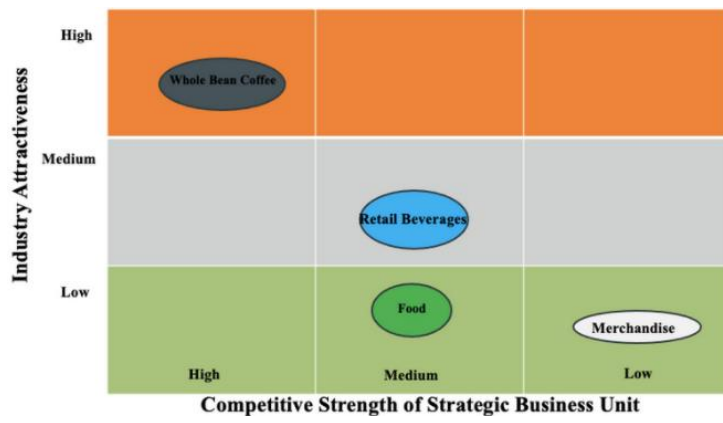 High
Whole Bean Coffee
Industry Attractiveness
Medium
Retail Beverages
Low
Food
Merchandise
High
Medium
Low
Competitive Strength of Strategic Business Unit